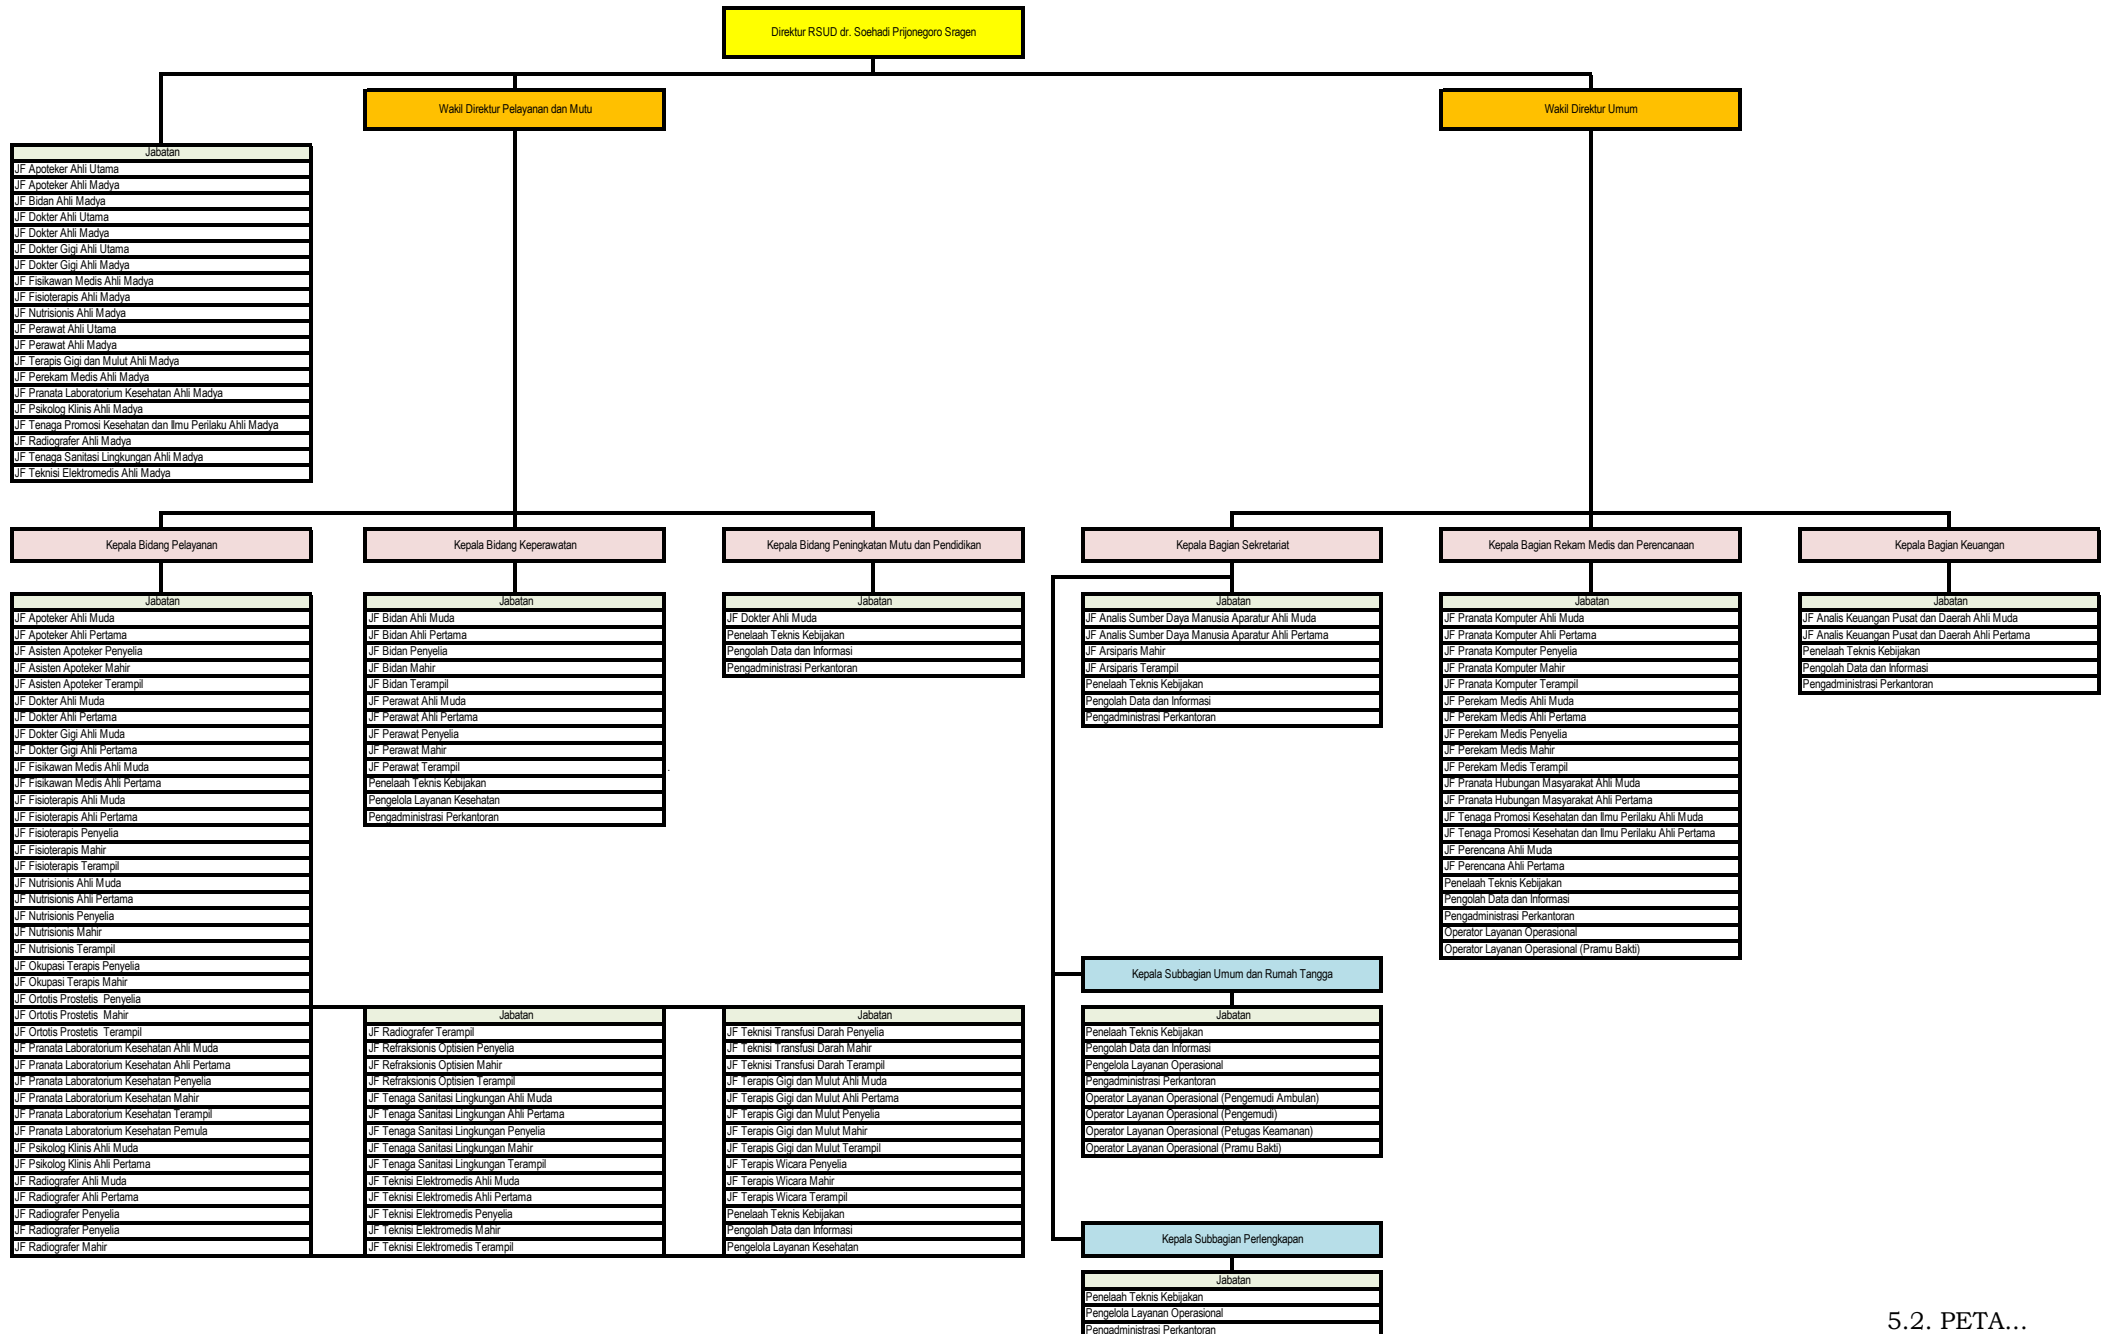 Direktur RSUD dr. Soehadi Prijonegoro Sragen
Wakil Direktur Pelayanan dan Mutu
Wakil Direktur Umum
Jabatan
JF Apoteker Ahli Utama
JF Apoteker Ahli Madya
JF Bidan Ahli Madya
JF Dokter Ahli Utama
JF Dokter Ahli Madya
JF Dokter Gigi Ahli Utama
JF Dokter Gigi Ahli Madya
JF Fisikawan Medis Ahli Madya
JF Fisioterapis Ahli Madya
JF Nutrisionis Ahli Madya
JF Perawat Ahli Utama
JF Perawat Ahli Madya
JF Terapis Gigi dan Mulut Ahli Madya
JF Perekam Medis Ahli Madya
JF Pranata Laboratorium Kesehatan Ahli Madya
JF Psikolog Klinis Ahli Madya
JF Tenaga Promosi Kesehatan dan Ilmu Perilaku Ahli Madya
JF Radiografer Ahli Madya
JF Tenaga Sanitasi Lingkungan Ahli Madya
JF Teknisi Elektromedis Ahli Madya
Kepala Bidang Pelayanan
Jabatan
JF Apoteker Ahli Muda
JF Apoteker Ahli Pertama
JF Asisten Apoteker Penyelia
JF Asisten Apoteker Mahir
JF Asisten Apoteker Terampil
JF Dokter Ahli Muda
JF Dokter Ahli Pertama
JF Dokter Gigi Ahli Muda
JF Dokter Gigi Ahli Pertama
JF Fisikawan Medis Ahli Muda
JF Fisikawan Medis Ahli Pertama
JF Fisioterapis Ahli Muda
JF Fisioterapis Ahli Pertama
JF Fisioterapis Penyelia
JF Fisioterapis Mahir
JF Fisioterapis Terampil
JF Nutrisionis Ahli Muda
JF Nutrisionis Ahli Pertama
JF Nutrisionis Penyelia
JF Nutrisionis Mahir
JF Nutrisionis Terampil
JF Okupasi Terapis Penyelia
JF Okupasi Terapis Mahir
JF Ortotis Prostetis Penyelia
JF Ortotis Prostetis Mahir
JF Ortotis Prostetis Terampil
JF Pranata Laboratorium Kesehatan Ahli Muda
JF Pranata Laboratorium Kesehatan Ahli Pertama
JF Pranata Laboratorium Kesehatan Penyelia
JF Pranata Laboratorium Kesehatan Mahir
JF Pranata Laboratorium Kesehatan Terampil
JF Pranata Laboratorium Kesehatan Pemula
JF Psikolog Klinis Ahli Muda
JF Psikolog Klinis Ahli Pertama
JF Radiografer Ahli Muda
JF Radiografer Ahli Pertama
JF Radiografer Penyelia
JF Radiografer Penyelia
JF Radiografer Mahir
Jabatan
JF Radiografer Terampil
JF Refraksionis Optisien Penyelia
JF Refraksionis Optisien Mahir
JF Refraksionis Optisien Terampil
JF Tenaga Sanitasi Lingkungan Ahli Muda
JF Tenaga Sanitasi Lingkungan Ahli Pertama
JF Tenaga Sanitasi Lingkungan Penyelia
JF Tenaga Sanitasi Lingkungan Mahir
JF Tenaga Sanitasi Lingkungan Terampil
JF Teknisi Elektromedis Ahli Muda
JF Teknisi Elektromedis Ahli Pertama
JF Teknisi Elektromedis Penyelia
JF Teknisi Elektromedis Mahir
JF Teknisi Elektromedis Terampil
Jabatan
JF Teknisi Transfusi Darah Penyelia
JF Teknisi Transfusi Darah Mahir
JF Teknisi Transfusi Darah Terampil
JF Terapis Gigi dan Mulut Ahli Muda
JF Terapis Gigi dan Mulut Ahli Pertama
JF Terapis Gigi dan Mulut Penyelia
JF Terapis Gigi dan Mulut Mahir
JF Terapis Gigi dan Mulut Terampil
JF Terapis Wicara Penyelia
JF Terapis Wicara Mahir
JF Terapis Wicara Terampil
Penelaah Teknis Kebijakan
Pengolah Data dan Informasi
Pengelola Layanan Kesehatan
Kepala Bidang Keperawatan
Jabatan
JF Bidan Ahli Muda
JF Bidan Ahli Pertama
JF Bidan Penyelia
JF Bidan Mahir
JF Bidan Terampil
JF Perawat Ahli Muda
JF Perawat Ahli Pertama
JF Perawat Penyelia
JF Perawat Mahir
JF Perawat Terampil
.
Penelaah Teknis Kebijakan
Pengelola Layanan Kesehatan
Pengadministrasi Perkantoran
Kepala Bidang Peningkatan Mutu dan Pendidikan
Jabatan
JF Dokter Ahli Muda
Penelaah Teknis Kebijakan
Pengolah Data dan Informasi
Pengadministrasi Perkantoran
Kepala Bagian Sekretariat
Jabatan
JF Analis Sumber Daya Manusia Aparatur Ahli Muda
JF Analis Sumber Daya Manusia Aparatur Ahli Pertama
JF Arsiparis Mahir
JF Arsiparis Terampil
Penelaah Teknis Kebijakan
Pengolah Data dan Informasi
Pengadministrasi Perkantoran
Kepala Subbagian Umum dan Rumah Tangga
Jabatan
Penelaah Teknis Kebijakan
Pengolah Data dan Informasi
Pengelola Layanan Operasional
Pengadministrasi Perkantoran
Operator Layanan Operasional (Pengemudi Ambulan)
Operator Layanan Operasional (Pengemudi)
Operator Layanan Operasional (Petugas Keamanan)
Operator Layanan Operasional (Pramu Bakti)
Kepala Subbagian Perlengkapan
Jabatan
Penelaah Teknis Kebijakan
Pengelola Layanan Operasional
Pengadministrasi Perkantoran
Kepala Bagian Rekam Medis dan Perencanaan
Jabatan
JF Pranata Komputer Ahli Muda
JF Pranata Komputer Ahli Pertama
JF Pranata Komputer Penyelia
JF Pranata Komputer Mahir
JF Pranata Komputer Terampil
JF Perekam Medis Ahli Muda
JF Perekam Medis Ahli Pertama
JF Perekam Medis Penyelia
JF Perekam Medis Mahir
JF Perekam Medis Terampil
JF Pranata Hubungan Masyarakat Ahli Muda
JF Pranata Hubungan Masyarakat Ahli Pertama
JF Tenaga Promosi Kesehatan dan Ilmu Perilaku Ahli Muda
JF Tenaga Promosi Kesehatan dan Ilmu Perilaku Ahli Pertama
JF Perencana Ahli Muda
JF Perencana Ahli Pertama
Penelaah Teknis Kebijakan
Pengolah Data dan Informasi
Pengadministrasi Perkantoran
Operator Layanan Operasional
Operator Layanan Operasional (Pramu Bakti)
Kepala Bagian Keuangan
Jabatan
JF Analis Keuangan Pusat dan Daerah Ahli Muda
JF Analis Keuangan Pusat dan Daerah Ahli Pertama
Penelaah Teknis Kebijakan
Pengolah Data dan Informasi
Pengadministrasi Perkantoran
5.2. PETA...